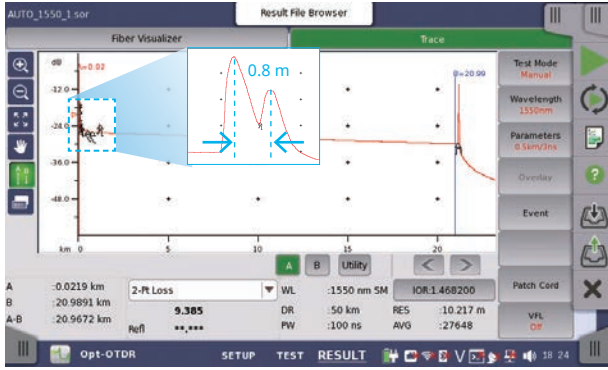 AUTO_1550_1.sor
Result File Browser
Fiber Visualizer
Trace
dB
A=0.02
B=20.99
0.8 m
-12.0
-24.0
-36.0
-48.0
km 0 5 10 15 20
Test Mode
Manual
Wavelength
1550nm
Parameters
0.5km/3ns
Overlay
Event
Patch Cord
VFL
Off
A B Utility < >
A :0.0219 km
B :20.9891 km
A-B :20.9672 km
2-Pt.Loss
9.385
Refl **.***
WL :1550 nm SM IOR:1.468200
DR :50 km RES :10.217 m
PW :100 ns AVG :27648
Opt-OTDR SETUP TEST RESULT 18 24